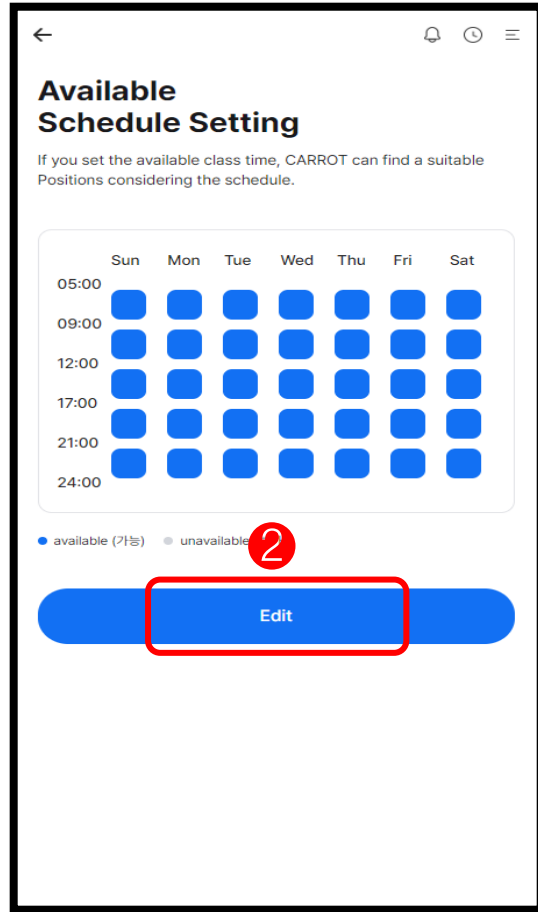 Available
Schedule Setting
If you set the available class time, CARROT can find a suitable
Positions considering the schedule.
Sun Mon Tue Wed Thu Fri Sat
05:00
09:00
12:00
17:00
21:00
24:00
available (가능) unavailable
2
Edit